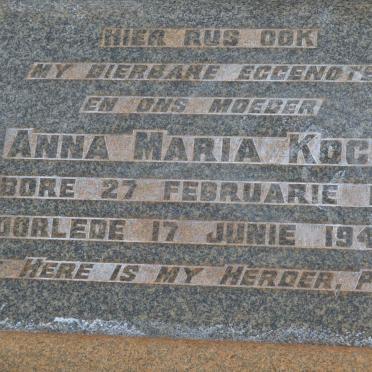 HIER RUS OOK
MY DIERBARE EGGENOTE
EN ONS MOEDER
ANNA MARIA KOC
BORE 27 FEBRUARIE
OORLEDE 17 JUNIE 194
HERE IS MY HERDER,